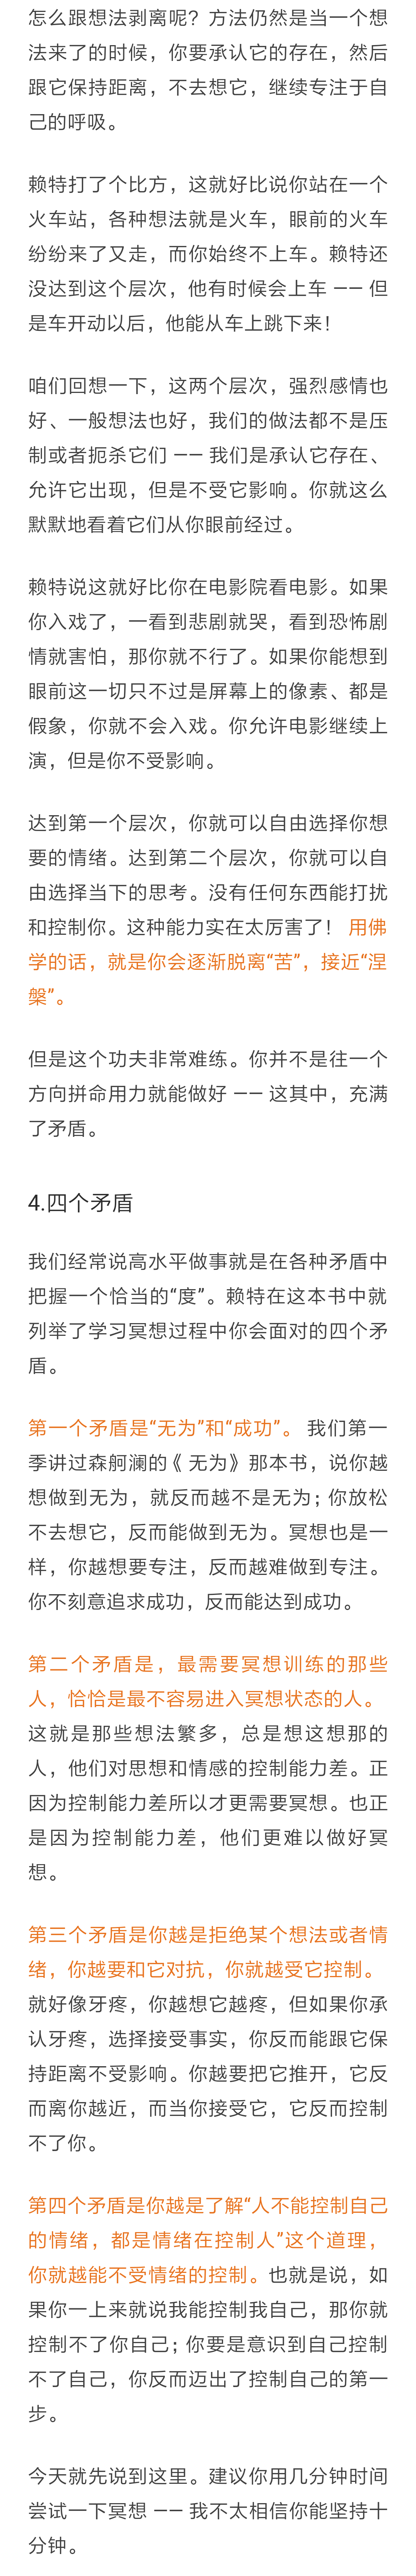 怎么跟想法剥离呢？方法仍然是当一个想
法来了的时候，你要承认它的存在，然后
跟它保持距离，不去想它，继续专注于自
己的呼吸。
赖特打了个比方，这就好比说你站在一个
火车站，各种想法就是火车，眼前的火车
纷纷来了又走，而你始终不上车。赖特还
没达到这个层次，他有时候会上车 —— 但
是车开动以后，他能从车上跳下来！
咱们回想一下，这两个层次，强烈感情也
好、一般想法也好，我们的做法都不是压
制或者扼杀它们 —— 我们是承认它存在、
允许它出现，但是不受它影响。你就这么
默默地看着它们从你眼前经过。
赖特说这就好比你在电影院看电影。如果
你入戏了，一看到悲剧就哭，看到恐怖剧
情就害怕，那你就不行了。如果你能想到
眼前这一切只不过是屏幕上的像素、都是
假象，你就不会入戏。你允许电影继续上
演，但是你不受影响。
达到第一个层次，你就可以自由选择你想
要的情绪。达到第二个层次，你就可以自
由选择当下的思考。没有任何东西能打扰
和控制你。这种能力实在太厉害了！ 用佛
学的话，就是你会逐渐脱离“苦”，接近“涅
槃”。
但是这个功夫非常难练。你并不是往一个
方向拼命用力就能做好 —— 这其中，充满
了矛盾。
4.四个矛盾
我们经常说高水平做事就是在各种矛盾中
把握一个恰当的“度”。赖特在这本书中就
列举了学习冥想过程中你会面对的四个矛
盾。
第一个矛盾是“无为”和“成功”。 我们第一
季讲过森舸澜的《 无为》那本书，说你越
想做到无为，就反而越不是无为；你放松
不去想它，反而能做到无为。冥想也是一
样，你越想要专注，反而越难做到专注。
你不刻意追求成功，反而能达到成功。
第二个矛盾是，最需要冥想训练的那些
人，恰恰是最不容易进入冥想状态的人。
这就是那些想法繁多，总是想这想那的
人，他们对思想和情感的控制能力差。正
因为控制能力差所以才更需要冥想。也正
是因为控制能力差，他们更难以做好冥
想。
第三个矛盾是你越是拒绝某个想法或者情
绪，你越要和它对抗，你就越受它控制。
就好像牙疼，你越想它越疼，但如果你承
认牙疼，选择接受事实，你反而能跟它保
持距离不受影响。你越要把它推开，它反
而离你越近，而当你接受它，它反而控制
不了你。
第四个矛盾是你越是了解“人不能控制自己
的情绪，都是情绪在控制人”这个道理，
你就越能不受情绪的控制。也就是说，如
果你一上来就说我能控制我自己，那你就
控制不了你自己；你要是意识到自己控制
不了自己，你反而迈出了控制自己的第一
步。
今天就先说到这里。建议你用几分钟时间
尝试一下冥想 —— 我不太相信你能坚持十
分钟。